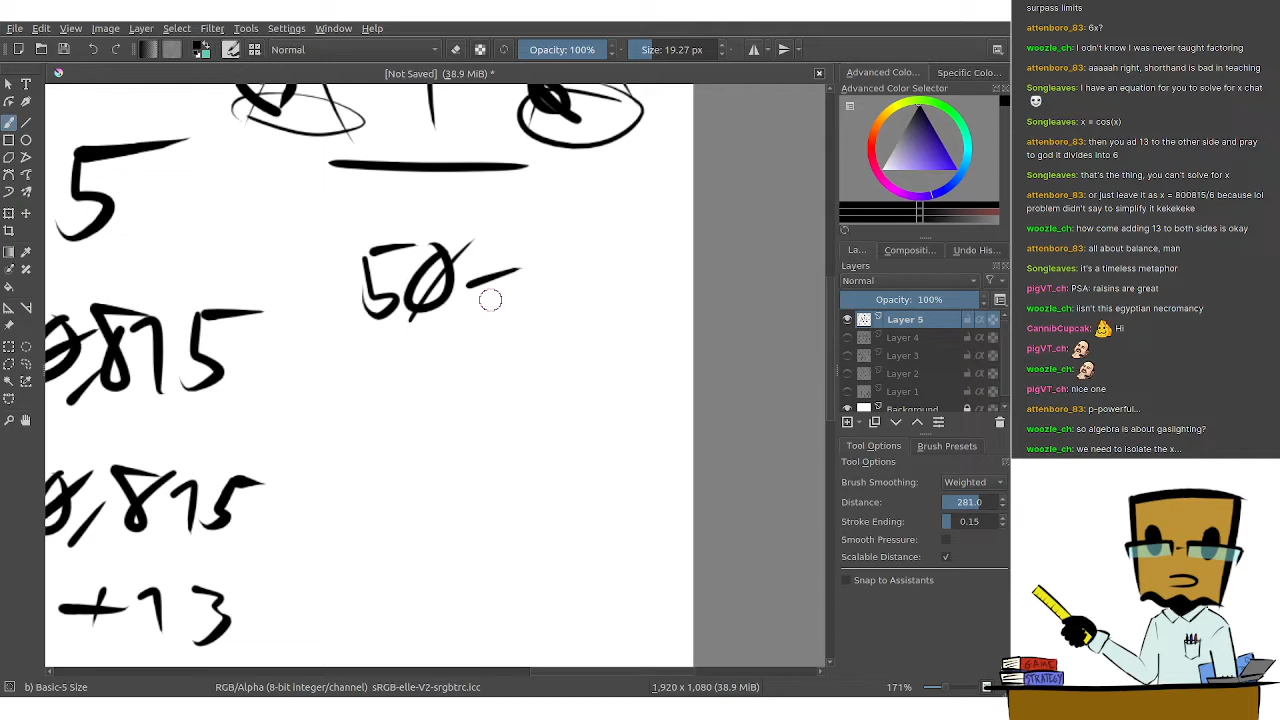 surpass limits
attenboro_83: 6x?
File Edit View Image Layer Select Filter Tools Settings Window Help
woozle_ch: I odn't know I was never taught factoring
Normal Opacity: 100% Size: 19.27 px
attenboro_83: aaaaah right, shorthand is bad in teaching
[Not Saved] (38.9 MiB) *
Advanced Colo... Specific Colo...
Advanced Color Selector
Songleaves: I have an equation for you to solve for x chat
Songleaves: x = cos(x)
attenboro_83: then you ad 13 to the other side and pray
to god it divides into 6
Songleaves: that's the thing, you can't solve for x
attenboro_83: or just leave it as x = 800815/6 because lol
problem didn't say to simplify it kekekeke
woozle_ch: how come adding 13 to both sides is okay
attenboro_83: all about balance, man
Songleaves: it's a timeless metaphor
pigVT_ch: PSA: raisins are great
woozle_ch: iisn't this egyptian necromancy
CannibCupcak: Hi
pigVT_ch:
woozle_ch:
pigVT_ch: nice one
attenboro_83: p-powerful...
woozle_ch: so algebra is about gaslighting?
woozle_ch: we need to isolate the x...
La... Compositi... Undo His...
Layers
Normal
Opacity: 100%
Layer 5
Layer 4
Layer 3
Layer 2
Layer 1
Background
Tool Options Brush Presets
Tool Options
Brush Smoothing: Weighted
Distance: 281.0
Stroke Ending: 0.15
Smooth Pressure:
Scalable Distance:
Snap to Assistants
5
50-
0,815
0,815
+13
GAME
STRATEGY
b) Basic-5 Size RGB/Alpha (8-bit integer/channel) sRGB-elle-V2-srgbtrc.icc 1,920 x 1,080 (38.9 MiB) 171%